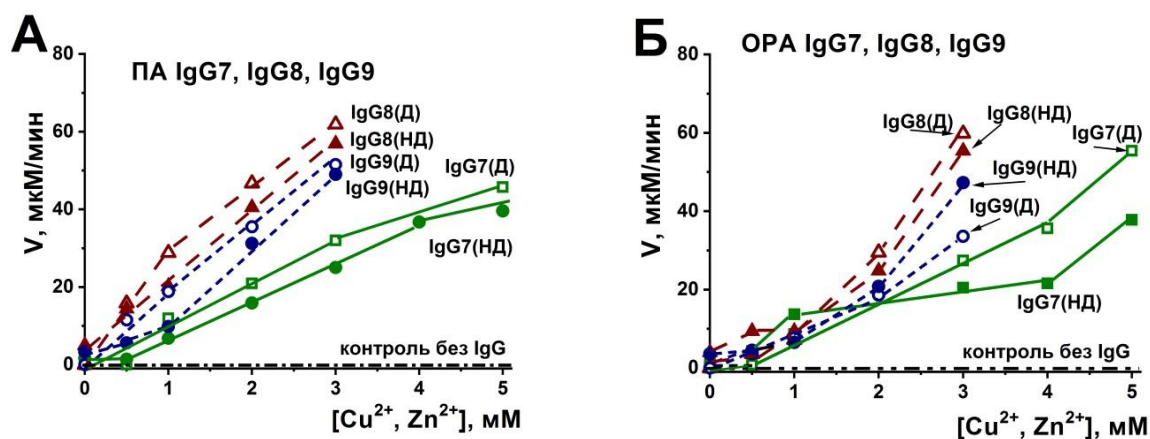 А
80
60
40
20
0
V, мкМ/мин
ПА IgG7, IgG8, IgG9
IgG8(Д)
IgG8(НД)
IgG9(Д)
IgG9(НД)
IgG7(Д)
IgG7(НД)
контроль без IgG
0 1 2 3 4 5
[Cu²⁺, Zn²⁺], мМ
Б
80
60
40
20
0
V, мкМ/мин
ОРА IgG7, IgG8, IgG9
IgG8(Д)
IgG8(НД)
IgG7(Д)
IgG9(НД)
IgG9(Д)
IgG7(НД)
контроль без IgG
0 1 2 3 4 5
[Cu²⁺, Zn²⁺], мМ